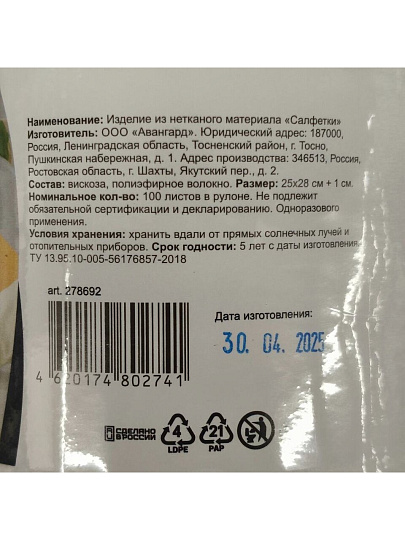 Наименование: Изделие из нетканого материала «Салфетки»
Изготовитель: ООО «Авангард». Юридический адрес: 187000,
Россия, Ленинградская область, Тосненский район, г. Тосно,
Пушкинская набережная, д. 1. Адрес производства: 346513, Россия,
Ростовская область, г. Шахты, Якутский пер., д. 2.
Состав: вискоза, полиэфирное волокно. Размер: 25х28 см + 1 см.
Номинальное кол-во: 100 листов в рулоне. Не подлежит
обязательной сертификации и декларированию. Одноразового
применения.
Условия хранения: хранить вдали от прямых солнечных лучей и
отопительных приборов. Срок годности: 5 лет с даты изготовления.
ТУ 13.95.10-005-56176857-2018
art. 278692
Дата изготовления:
30. 04. 2025
4 620174 802741
СДЕЛАНО
В РОССИИ
4
LDPE
21
PAP